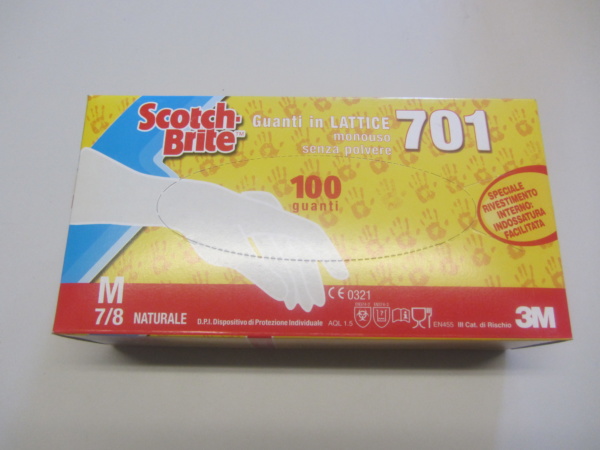 Scotch-
Brite™
Guanti in LATTICE
monouso
senza polvere
701
100
guanti
SPECIALE
RIVESTIMENTO
INTERNO:
INDOSSATURA
FACILITATA
M
7/8 NATURALE
D.P.I. Dispositivo di Protezione Individuale AQL 1.5
CE 0321
EN455 III Cat. di Rischio
3M